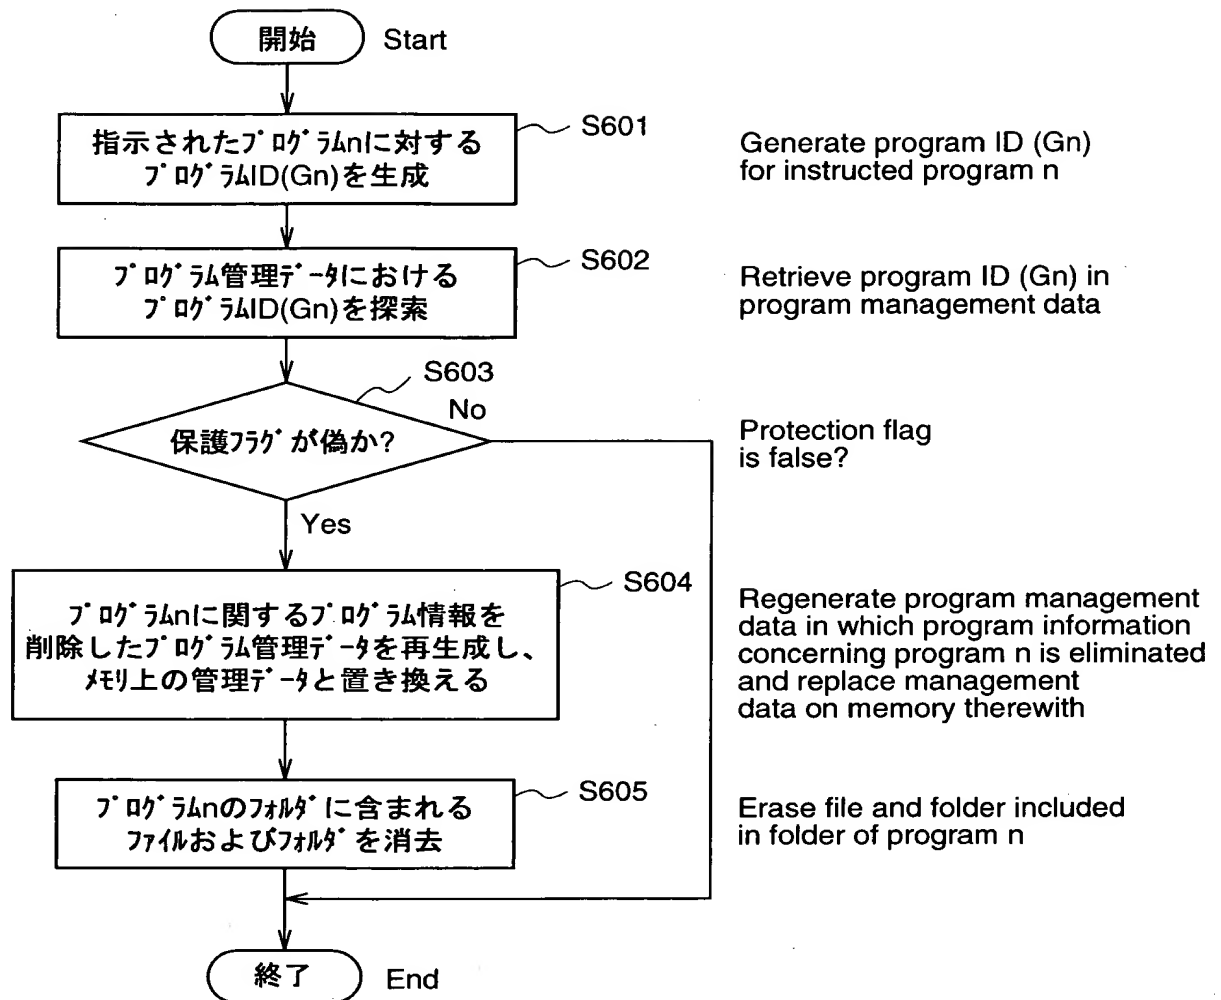 開始 Start
指示されたﾌﾟﾛｸﾞﾗﾑnに対する
ﾌﾟﾛｸﾞﾗﾑID(Gn)を生成
S601
Generate program ID (Gn)
for instructed program n
ﾌﾟﾛｸﾞﾗﾑ管理ﾃﾞｰﾀにおける
ﾌﾟﾛｸﾞﾗﾑID(Gn)を探索
S602
Retrieve program ID (Gn) in
program management data
S603
保護ﾌﾗｸﾞが偽か?
No
Yes
Protection flag
is false?
S604
ﾌﾟﾛｸﾞﾗﾑnに関するﾌﾟﾛｸﾞﾗﾑ情報を
削除したﾌﾟﾛｸﾞﾗﾑ管理ﾃﾞｰﾀを再生成し、
ﾒﾓﾘ上の管理ﾃﾞｰﾀと置き換える
Regenerate program management
data in which program information
concerning program n is eliminated
and replace management
data on memory therewith
S605
ﾌﾟﾛｸﾞﾗﾑnのﾌｫﾙﾀﾞに含まれる
ﾌｧｲﾙおよびﾌｫﾙﾀﾞを消去
Erase file and folder included
in folder of program n
終了 End